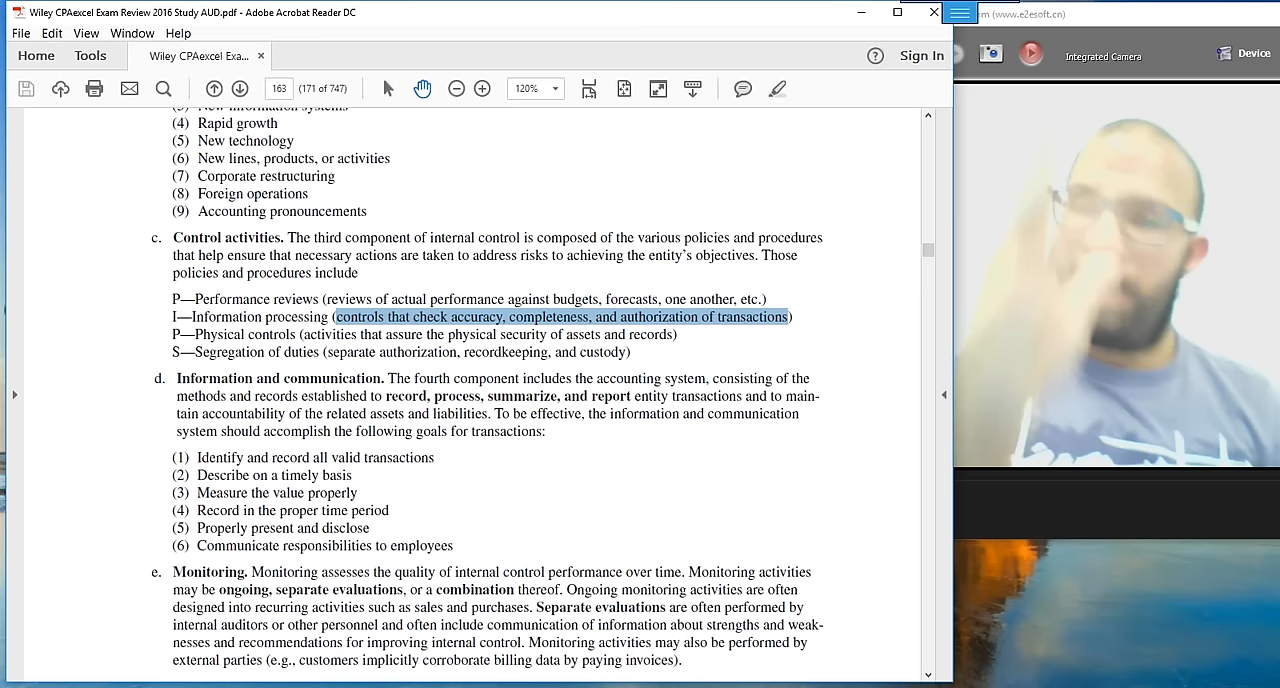 Wiley CPAexcel Exam Review 2016 Study AUD.pdf - Adobe Acrobat Reader DC
(www.e2esoft.cn)
File Edit View Window Help
Home Tools Wiley CPAexcel Exa... × ? Sign In
Integrated Camera Device
163 (171 of 747) 120%
(3) New information systems
(4) Rapid growth
(5) New technology
(6) New lines, products, or activities
(7) Corporate restructuring
(8) Foreign operations
(9) Accounting pronouncements
c. Control activities. The third component of internal control is composed of the various policies and procedures
that help ensure that necessary actions are taken to address risks to achieving the entity's objectives. Those
policies and procedures include
P—Performance reviews (reviews of actual performance against budgets, forecasts, one another, etc.)
I—Information processing (controls that check accuracy, completeness, and authorization of transactions)
P—Physical controls (activities that assure the physical security of assets and records)
S—Segregation of duties (separate authorization, recordkeeping, and custody)
d. Information and communication. The fourth component includes the accounting system, consisting of the
methods and records established to record, process, summarize, and report entity transactions and to main-
tain accountability of the related assets and liabilities. To be effective, the information and communication
system should accomplish the following goals for transactions:
(1) Identify and record all valid transactions
(2) Describe on a timely basis
(3) Measure the value properly
(4) Record in the proper time period
(5) Properly present and disclose
(6) Communicate responsibilities to employees
e. Monitoring. Monitoring assesses the quality of internal control performance over time. Monitoring activities
may be ongoing, separate evaluations, or a combination thereof. Ongoing monitoring activities are often
designed into recurring activities such as sales and purchases. Separate evaluations are often performed by
internal auditors or other personnel and often include communication of information about strengths and weak-
nesses and recommendations for improving internal control. Monitoring activities may also be performed by
external parties (e.g., customers implicitly corroborate billing data by paying invoices).